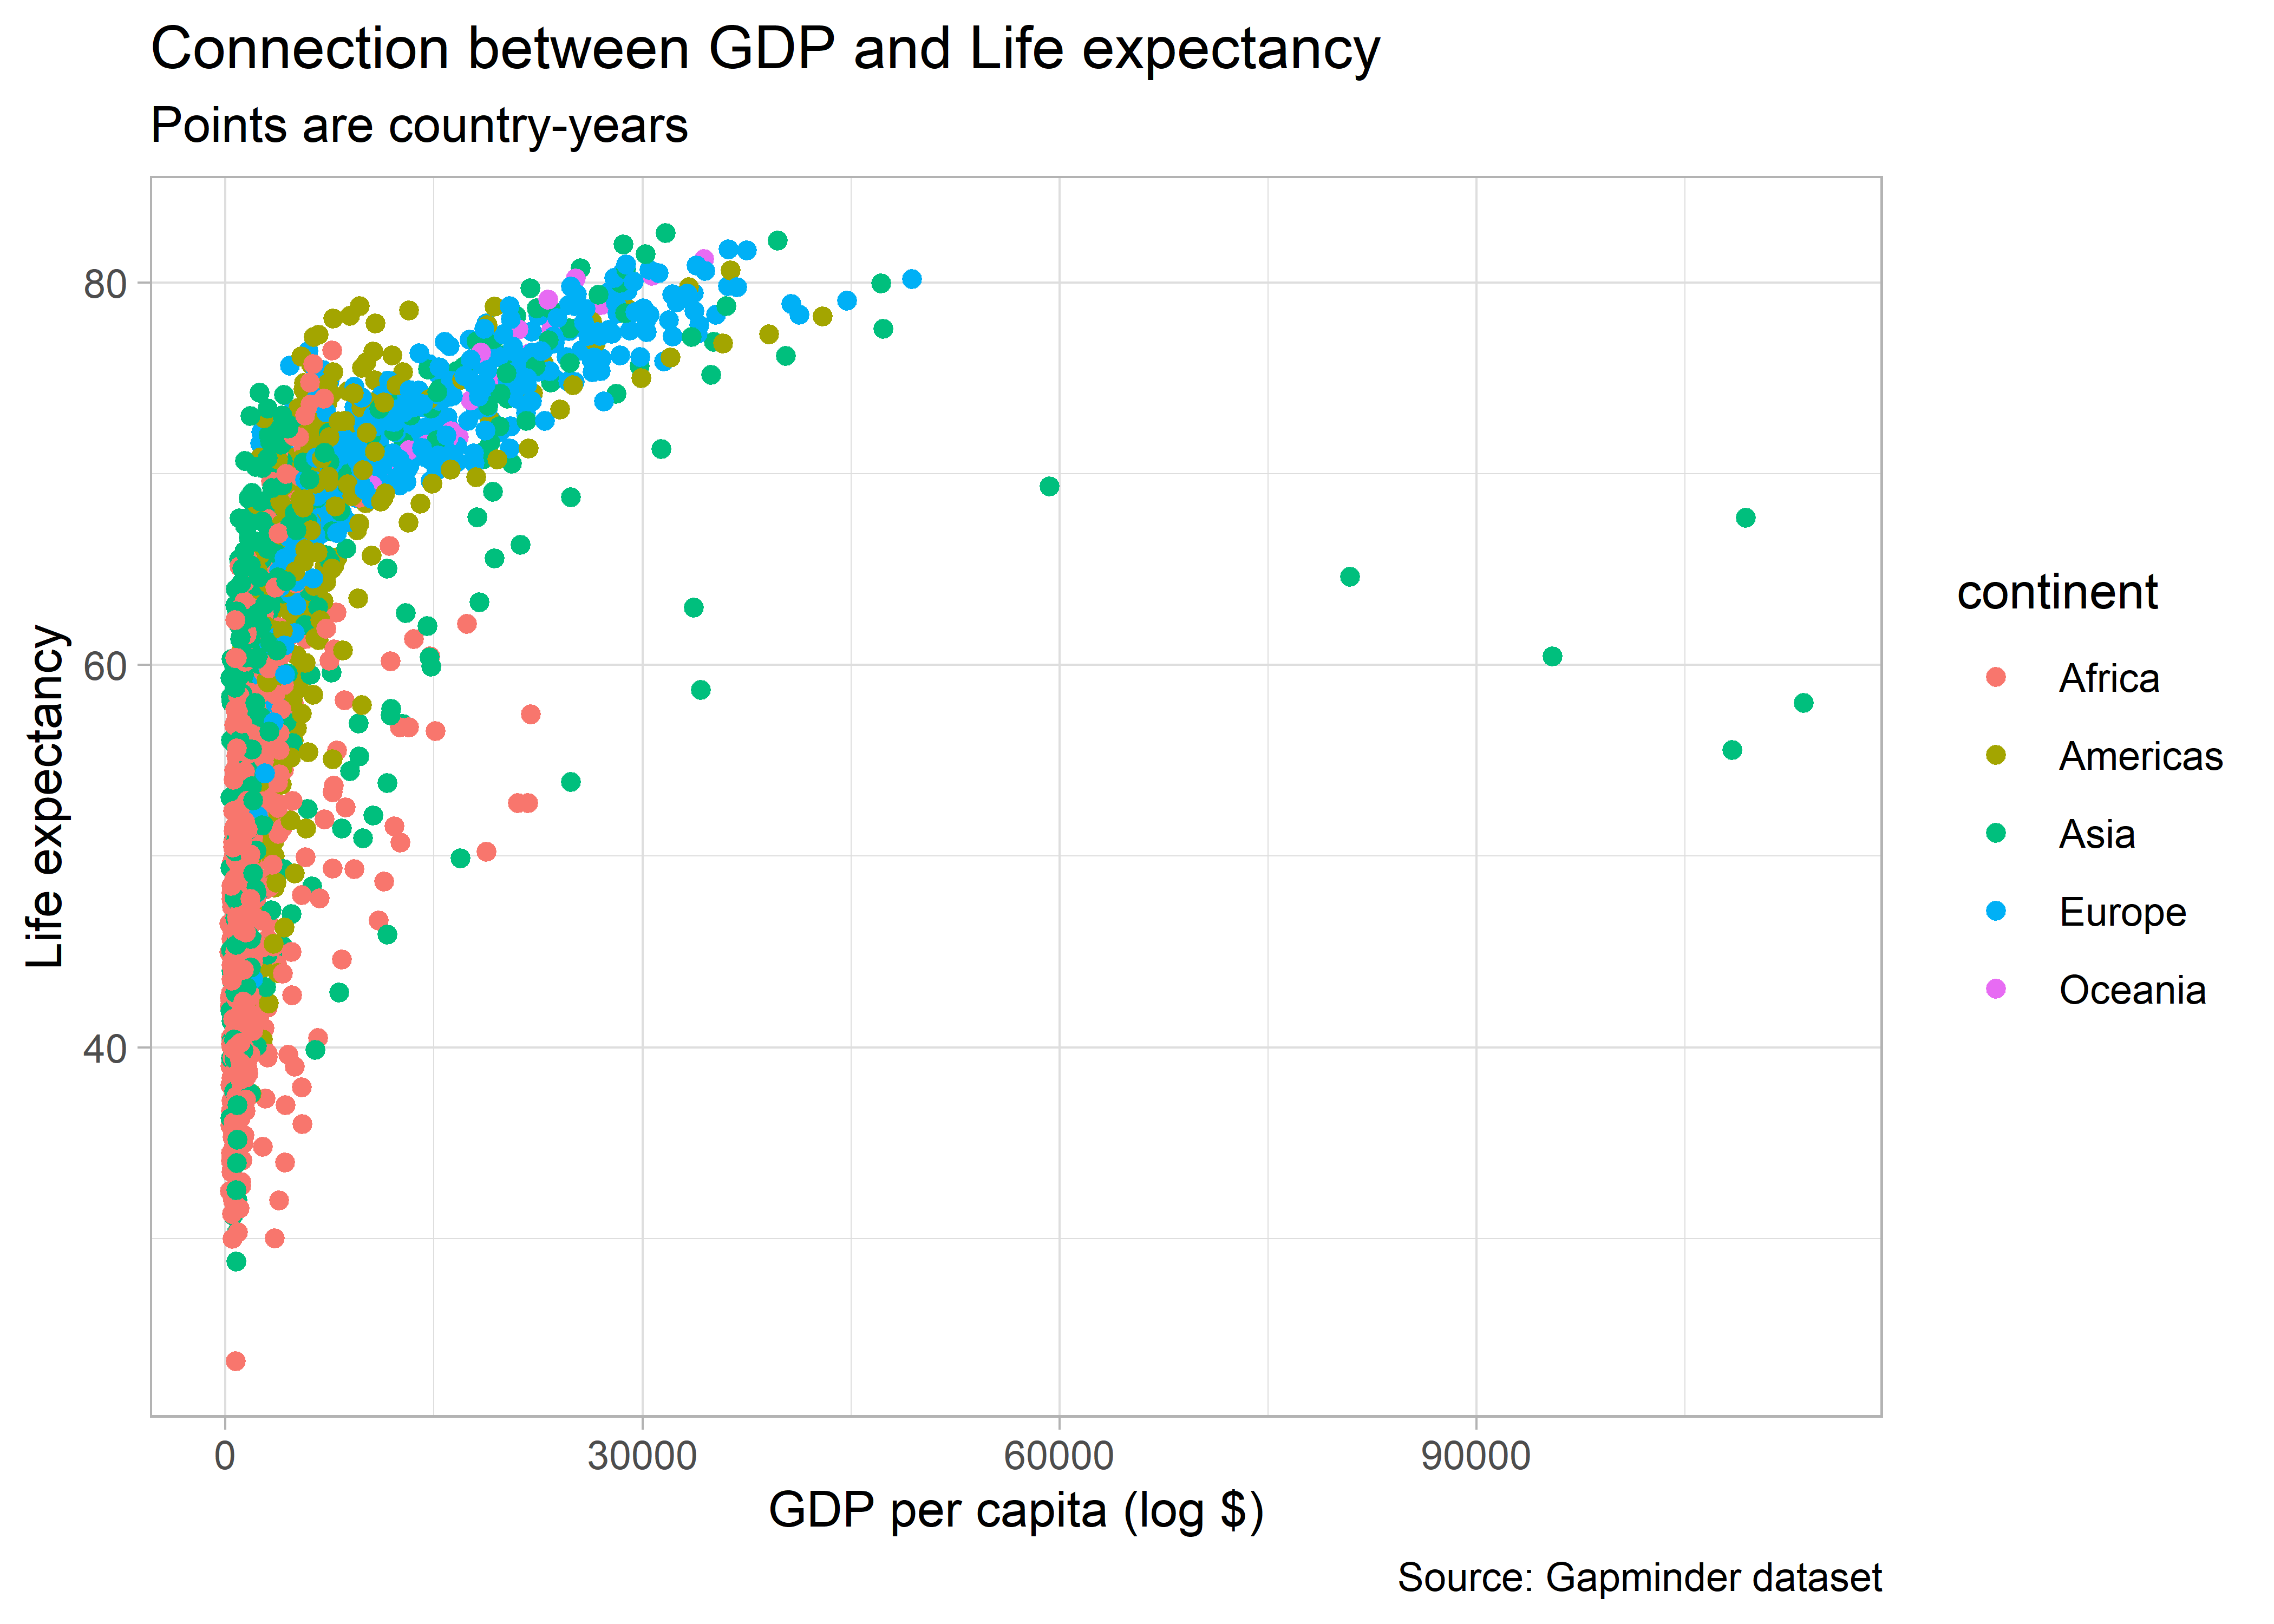 Connection between GDP and Life expectancy
Points are country-years
80
60
40
Life expectancy
0
30000
60000
90000
GDP per capita (log $)
continent
Africa
Americas
Asia
Europe
Oceania
Source: Gapminder dataset